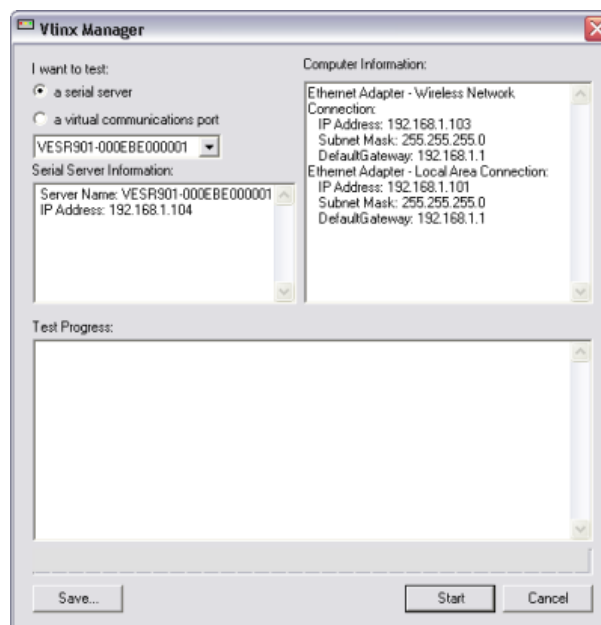 Vlinx Manager
I want to test:
a serial server
a virtual communications port
VESR901-000EBE000001
Serial Server Information:
Server Name: VESR901-000EBE000001
IP Address: 192.168.1.104
Computer Information:
Ethernet Adapter - Wireless Network
Connection:
IP Address: 192.168.1.103
Subnet Mask: 255.255.255.0
DefaultGateway: 192.168.1.1
Ethernet Adapter - Local Area Connection:
IP Address: 192.168.1.101
Subnet Mask: 255.255.255.0
DefaultGateway: 192.168.1.1
Test Progress:
Save...
Start
Cancel